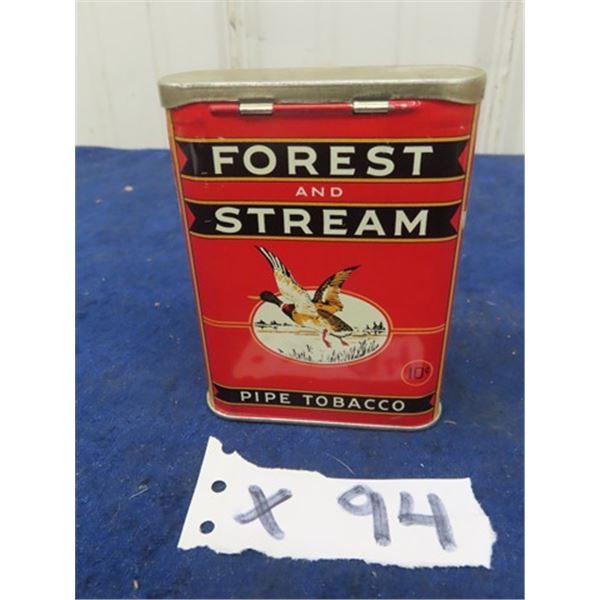 FOREST
AND
STREAM
10¢
PIPE TOBACCO
X 94